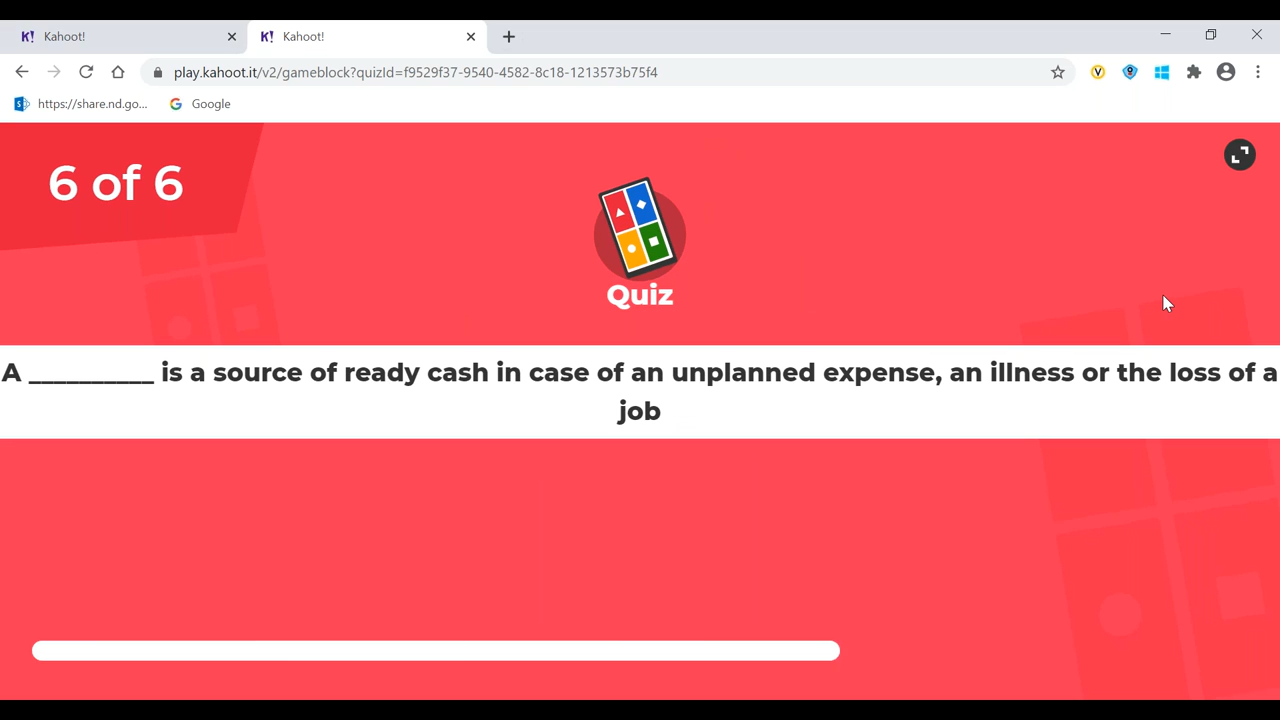 K! Kahoot!
K! Kahoot!
play.kahoot.it/v2/gameblock?quizId=f9529f37-9540-4582-8c18-1213573b75f4
https://share.nd.go...
Google
6 of 6
Quiz
A __________ is a source of ready cash in case of an unplanned expense, an illness or the loss of a
job